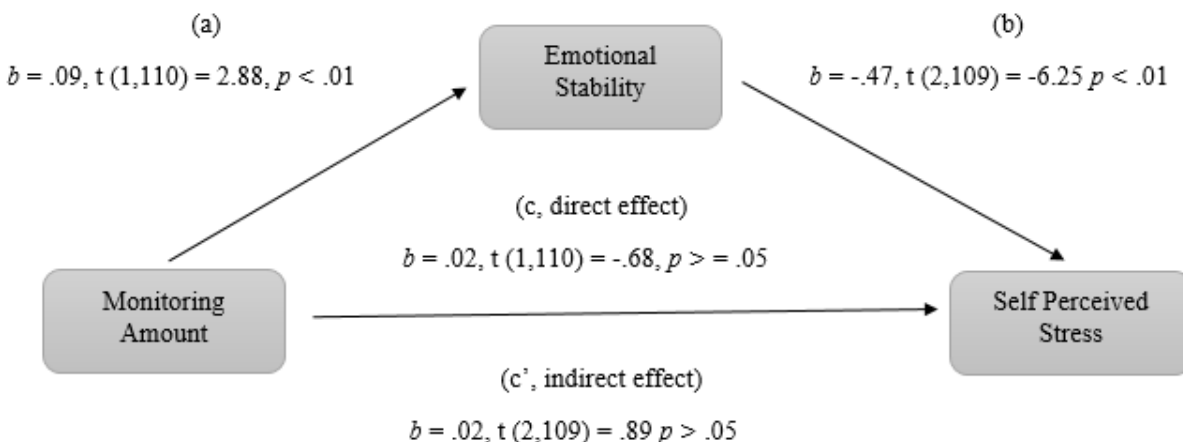 (a)
b = .09, t (1,110) = 2.88, p < .01
Emotional
Stability
(b)
b = -.47, t (2,109) = -6.25 p < .01
(c, direct effect)
b = .02, t (1,110) = -.68, p > = .05
Monitoring
Amount
Self Perceived
Stress
(c’, indirect effect)
b = .02, t (2,109) = .89 p > .05